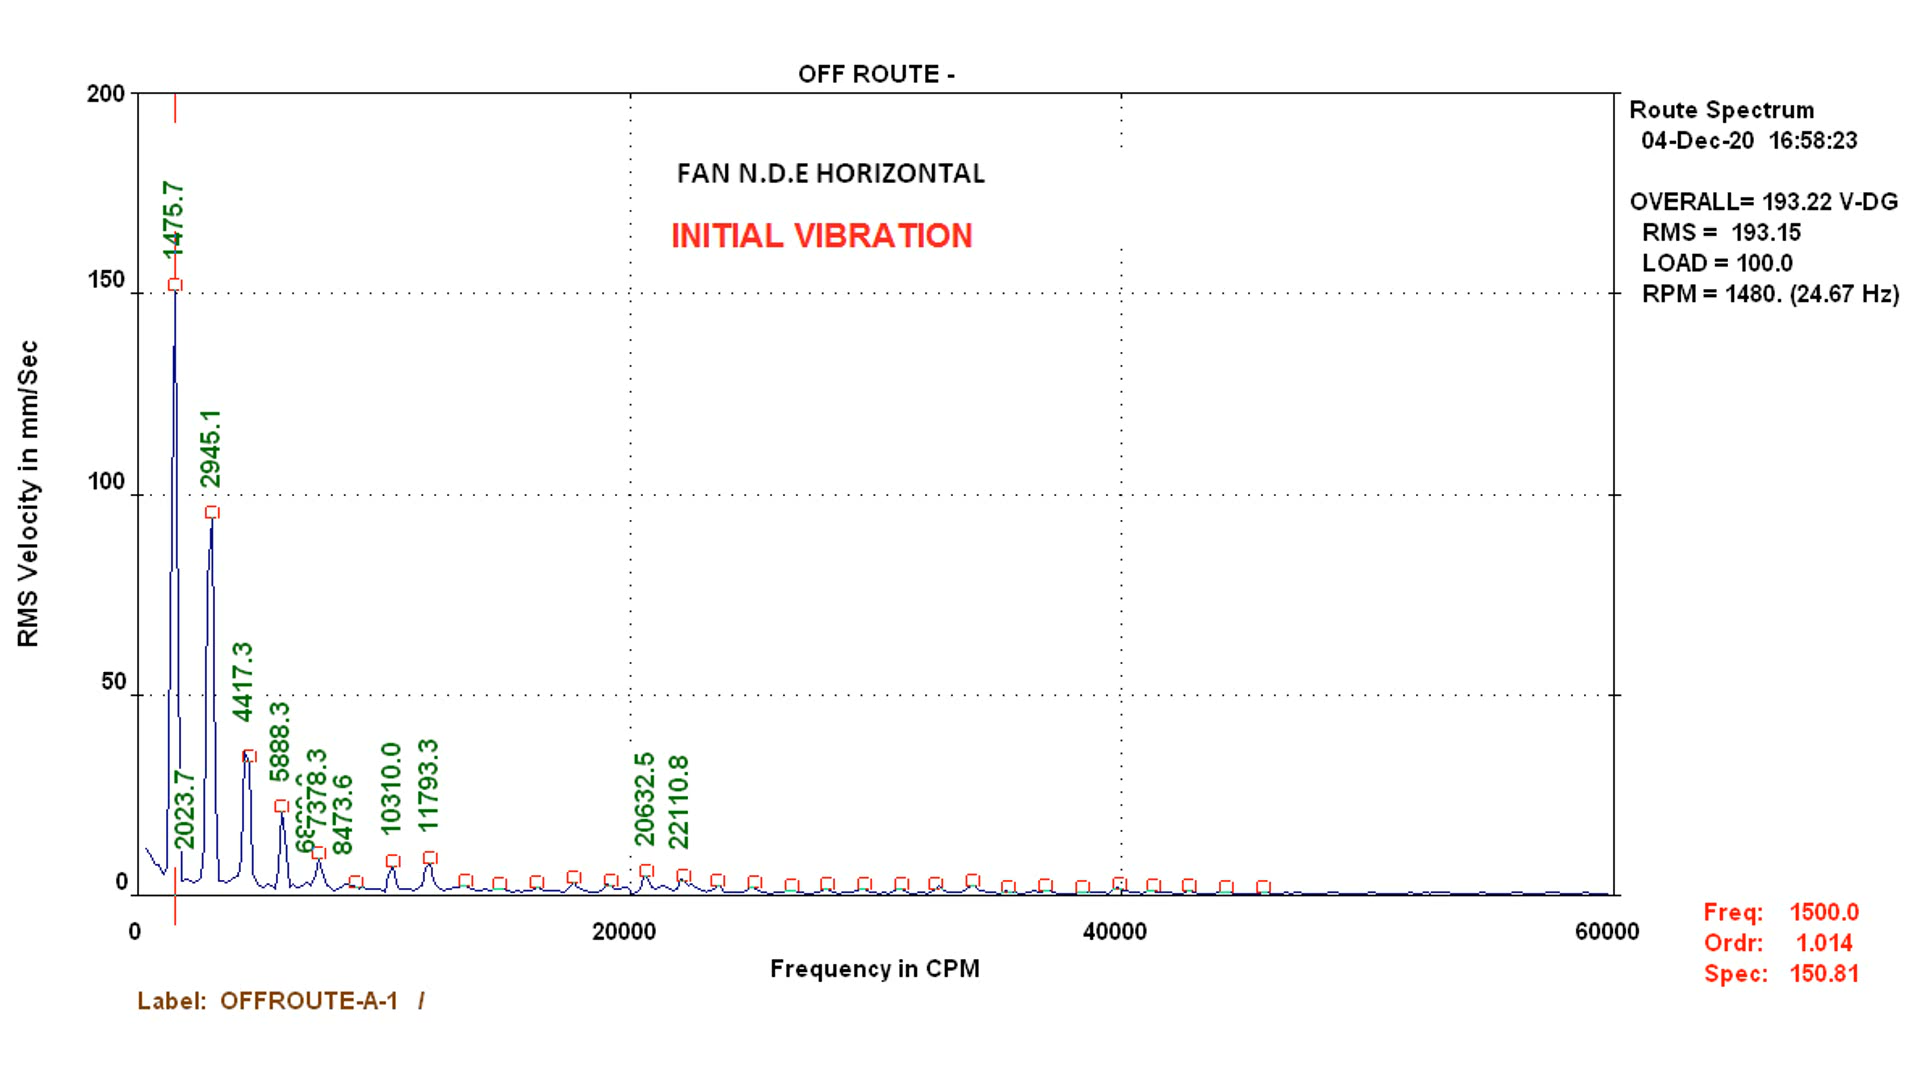 OFF ROUTE -
200
150
100
50
0
RMS Velocity in mm/Sec
FAN N.D.E HORIZONTAL
INITIAL VIBRATION
1475.7
2023.7
2945.1
4417.3
5888.3
7378.3
8473.6
10310.0
11793.3
20632.5
22110.8
0
20000
40000
60000
Frequency in CPM
Label: OFFROUTE-A-1 /
Route Spectrum
04-Dec-20 16:58:23
OVERALL= 193.22 V-DG
RMS = 193.15
LOAD = 100.0
RPM = 1480. (24.67 Hz)
Freq: 1500.0
Ordr: 1.014
Spec: 150.81